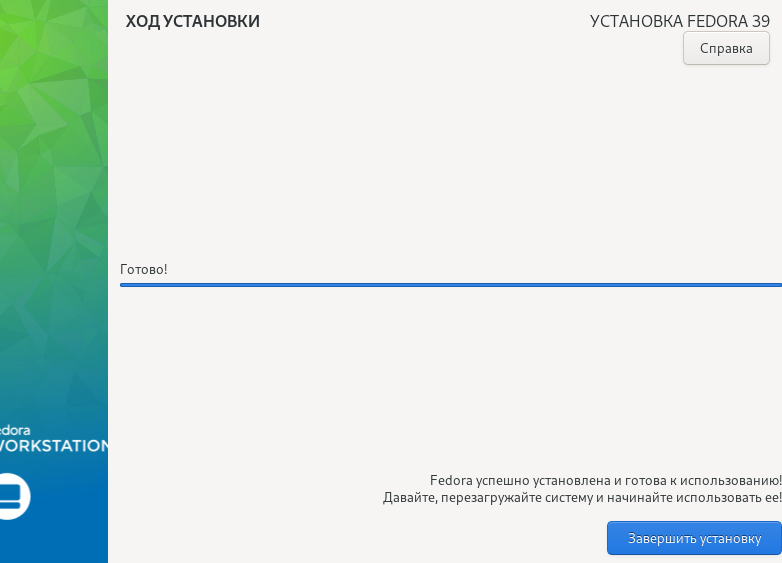 ХОД УСТАНОВКИ
УСТАНОВКА FEDORA 39
Справка
Готово!
edora
WORKSTATION
Fedora успешно установлена и готова к использованию!
Давайте, перезагружайте систему и начинайте использовать ее!
Завершить установку